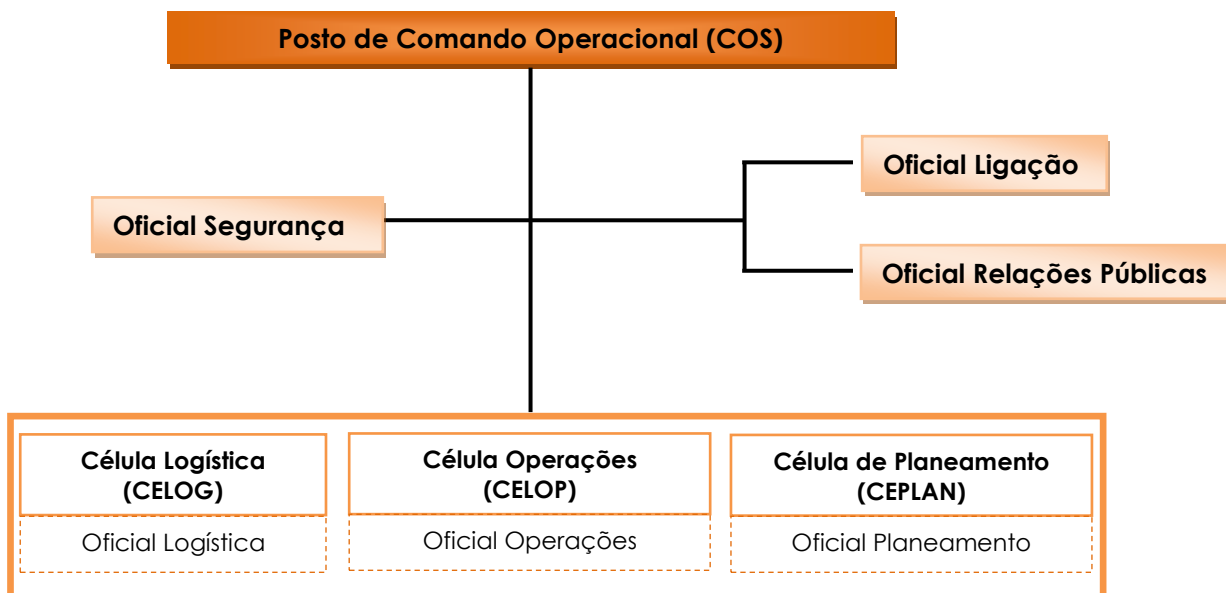 Posto de Comando Operacional (COS)
Oficial Ligação
Oficial Segurança
Oficial Relações Públicas
Célula Logística
(CELOG)
Oficial Logística
Célula Operações
(CELOP)
Oficial Operações
Célula de Planeamento
(CEPLAN)
Oficial Planeamento